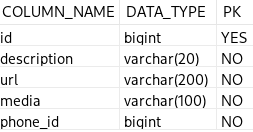 COLUMN_NAME DATA_TYPE PK
id bigint YES
description varchar(20) NO
url varchar(200) NO
media varchar(100) NO
phone_id bigint NO